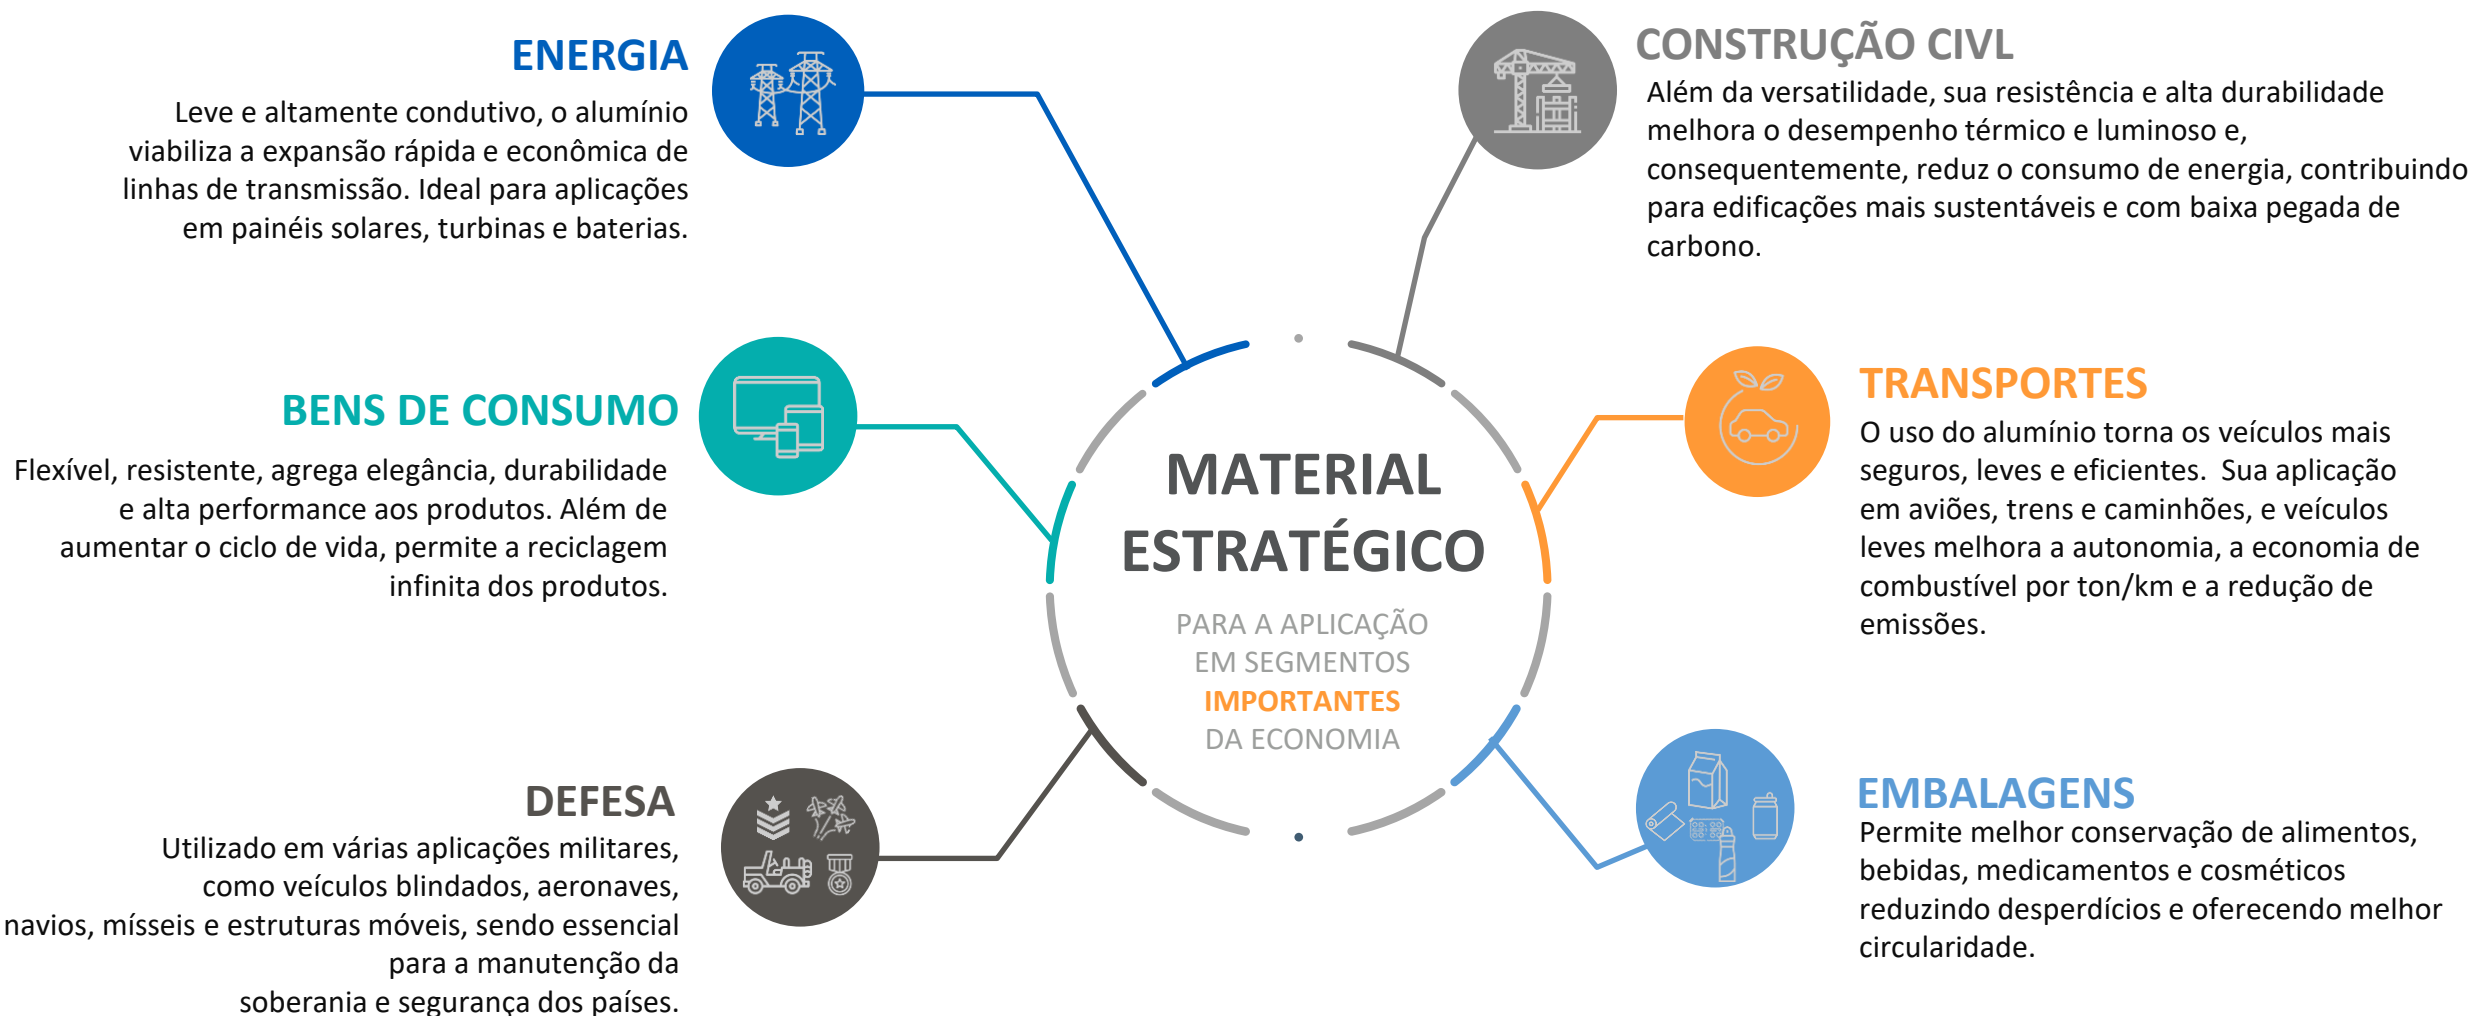 ENERGIA
Leve e altamente condutivo, o alumínio
viabiliza a expansão rápida e econômica de
linhas de transmissão. Ideal para aplicações
em painéis solares, turbinas e baterias.
BENS DE CONSUMO
Flexível, resistente, agrega elegância, durabilidade
e alta performance aos produtos. Além de
aumentar o ciclo de vida, permite a reciclagem
infinita dos produtos.
DEFESA
Utilizado em várias aplicações militares,
como veículos blindados, aeronaves,
navios, mísseis e estruturas móveis, sendo essencial
para a manutenção da
soberania e segurança dos países.
MATERIAL
ESTRATÉGICO
PARA A APLICAÇÃO
EM SEGMENTOS
IMPORTANTES
DA ECONOMIA
CONSTRUÇÃO CIVL
Além da versatilidade, sua resistência e alta durabilidade
melhora o desempenho térmico e luminoso e,
consequentemente, reduz o consumo de energia, contribuindo
para edificações mais sustentáveis e com baixa pegada de
carbono.
TRANSPORTES
O uso do alumínio torna os veículos mais
seguros, leves e eficientes.  Sua aplicação
em aviões, trens e caminhões, e veículos
leves melhora a autonomia, a economia de
combustível por ton/km e a redução de
emissões.
EMBALAGENS
Permite melhor conservação de alimentos,
bebidas, medicamentos e cosméticos
reduzindo desperdícios e oferecendo melhor
circularidade.